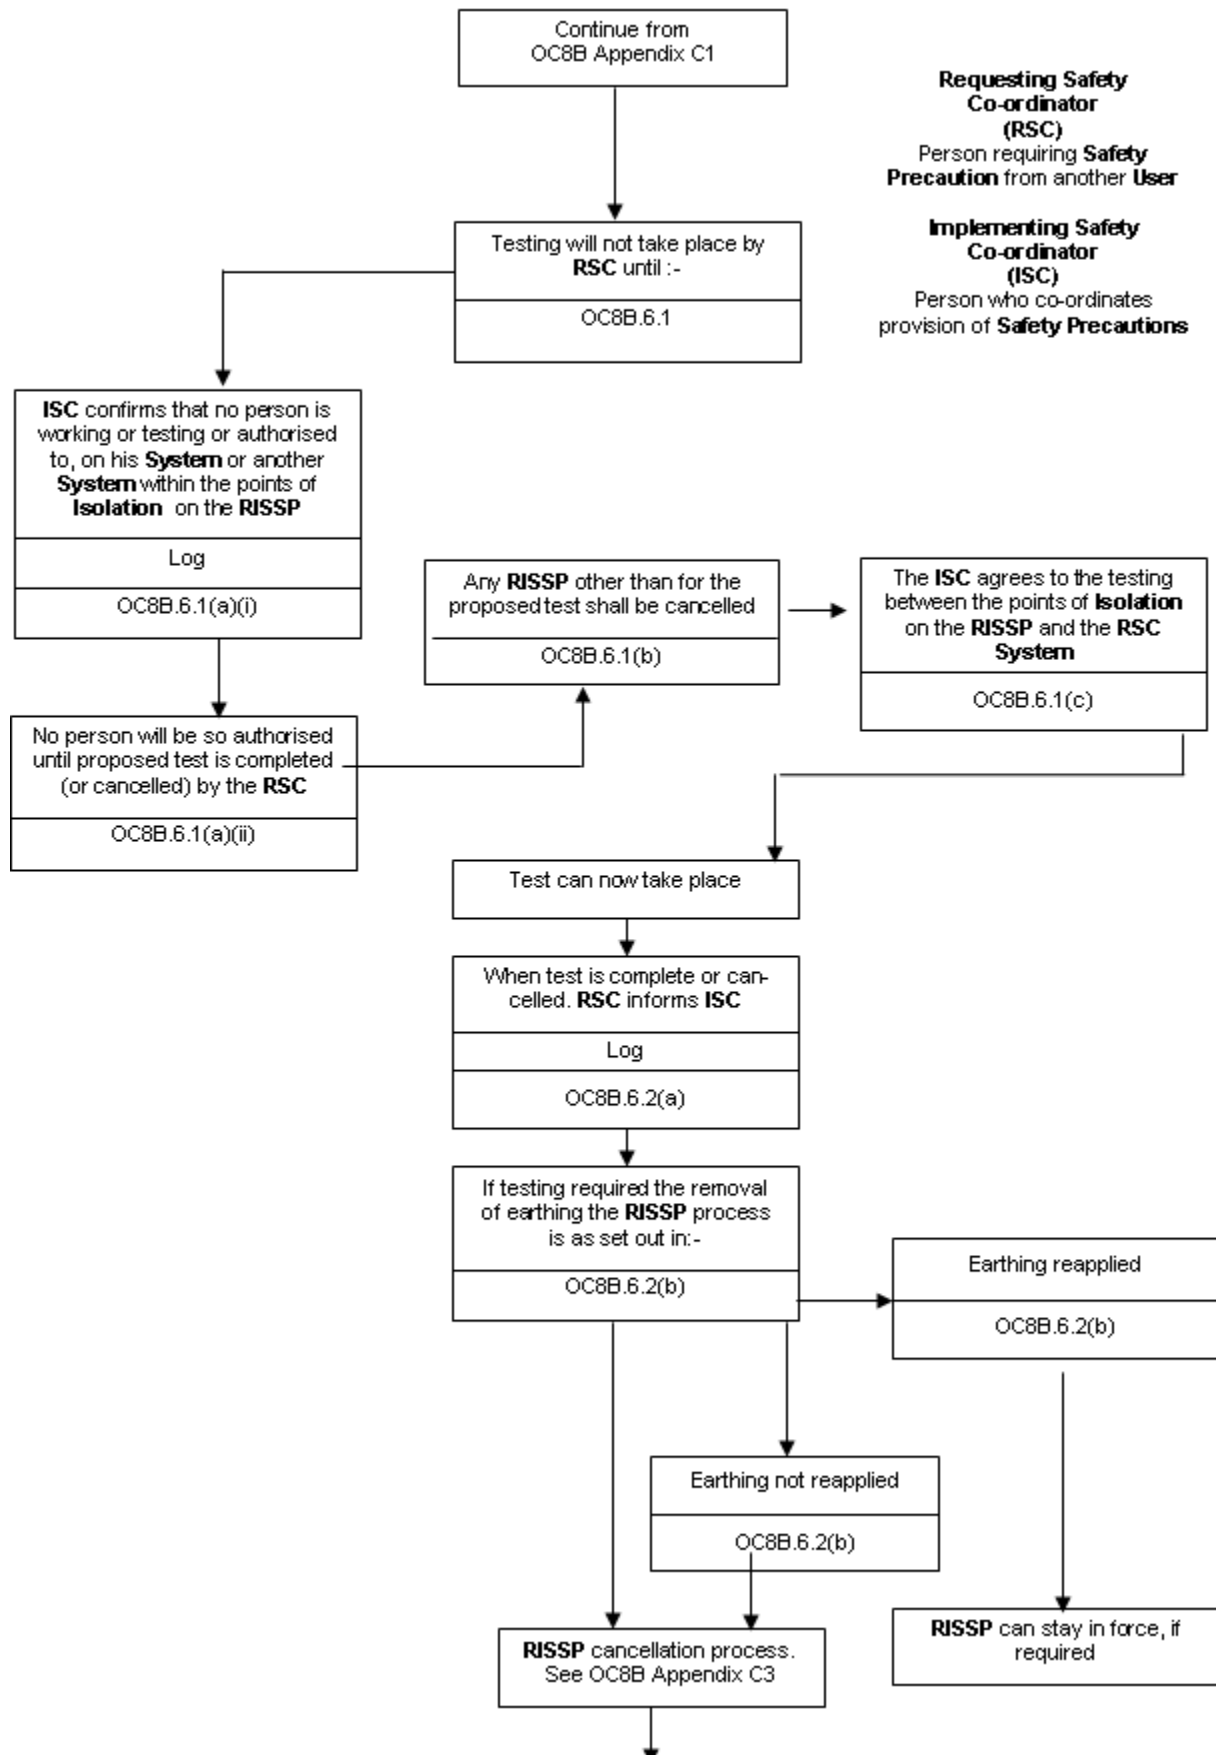 Continue from
OC8B Appendix C1
Requesting Safety
Co-ordinator
(RSC)
Person requiring Safety
Precaution from another User
Implementing Safety
Co-ordinator
(ISC)
Person who co-ordinates
provision of Safety Precautions
Testing will not take place by
RSC until :-
OC8B.6.1
ISC confirms that no person is
working or testing or authorised
to, on his System or another
System within the points of
Isolation on the RISSP
Log
OC8B.6.1(a)(i)
No person will be so authorised
until proposed test is completed
(or cancelled) by the RSC
OC8B.6.1(a)(ii)
Any RISSP other than for the
proposed test shall be cancelled
OC8B.6.1(b)
The ISC agrees to the testing
between the points of Isolation
on the RISSP and the RSC
System
OC8B.6.1(c)
Test can now take place
When test is complete or can-
celled. RSC informs ISC
Log
OC8B.6.2(a)
If testing required the removal
of earthing the RISSP process
is as set out in:-
OC8B.6.2(b)
Earthing reapplied
OC8B.6.2(b)
Earthing not reapplied
OC8B.6.2(b)
RISSP can stay in force, if
required
RISSP cancellation process.
See OC8B Appendix C3